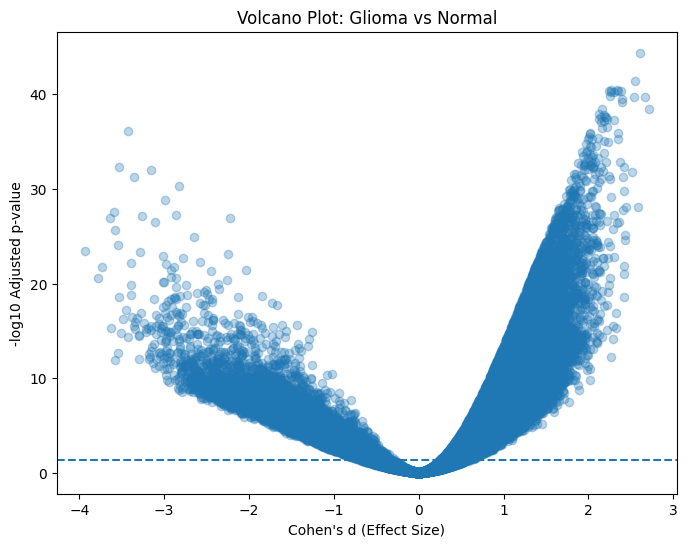 Volcano Plot: Glioma vs Normal
-log10 Adjusted p-value
40
30
20
10
0
−4 −3 −2 −1 0 1 2 3
Cohen's d (Effect Size)